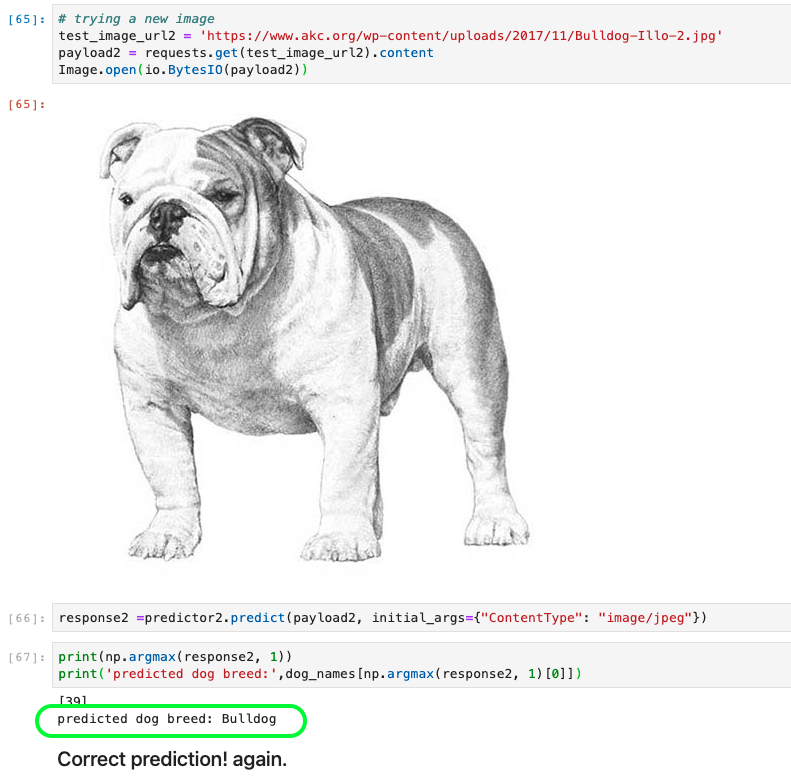 [65]: # trying a new image
test_image_url2 = 'https://www.akc.org/wp-content/uploads/2017/11/Bulldog-Illo-2.jpg'
payload2 = requests.get(test_image_url2).content
Image.open(io.BytesIO(payload2))
[65]:
[66]: response2 =predictor2.predict(payload2, initial_args={"ContentType": "image/jpeg"})
[67]: print(np.argmax(response2, 1))
print('predicted dog breed:',dog_names[np.argmax(response2, 1)[0]])
[39]
predicted dog breed: Bulldog
Correct prediction! again.